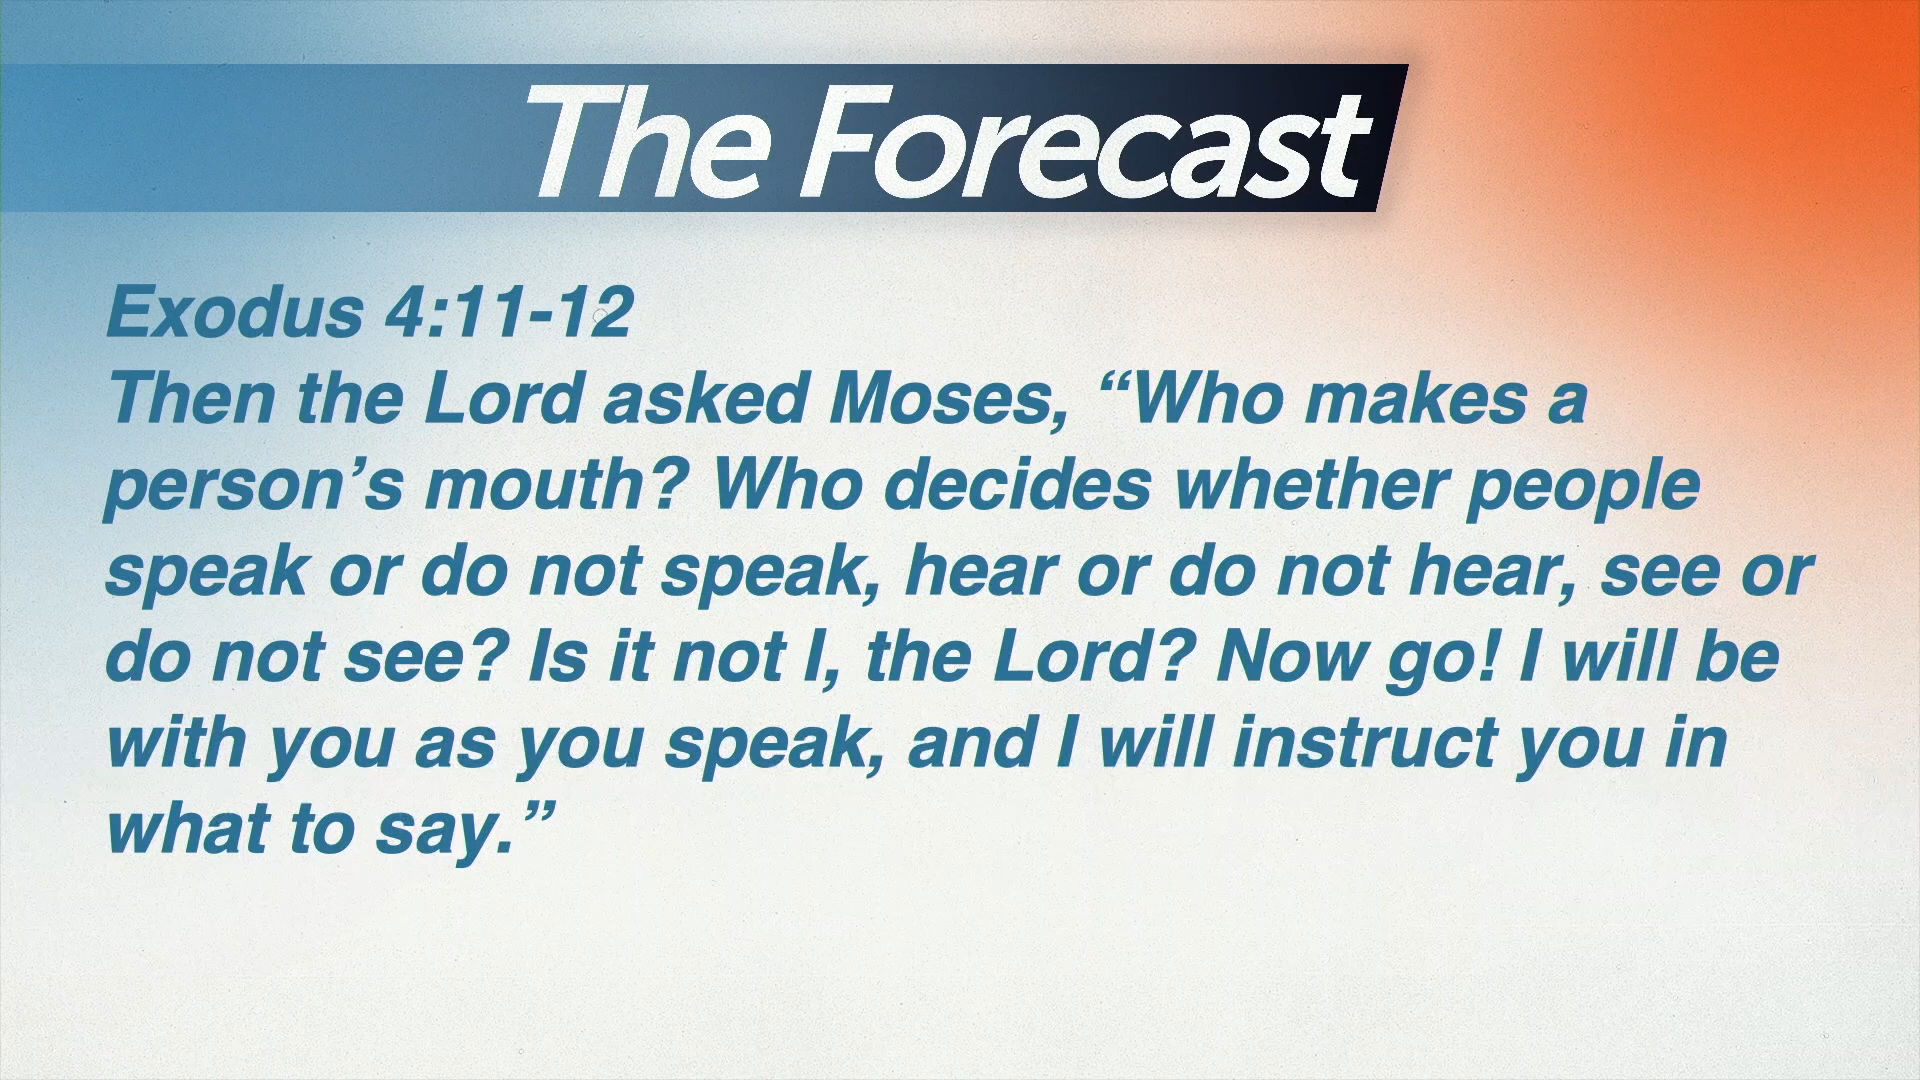 The Forecast
Exodus 4:11-12
Then the Lord asked Moses, “Who makes a
person’s mouth? Who decides whether people
speak or do not speak, hear or do not hear, see or
do not see? Is it not I, the Lord? Now go! I will be
with you as you speak, and I will instruct you in
what to say.”